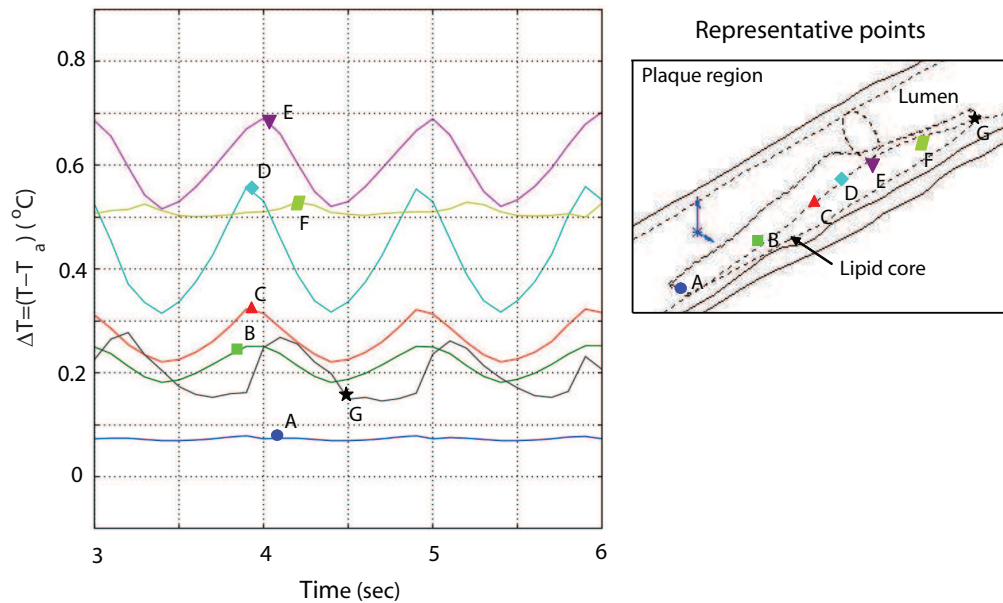 Representative points
0.8
0.6
0.4
0.2
0
ΔT=(T−T a ) ( °C)
E
D
F
C
B
G
A
3
4
5
6
Time (sec)
Plaque region
Lumen
G
F
E
D
C
B
A
Lipid core